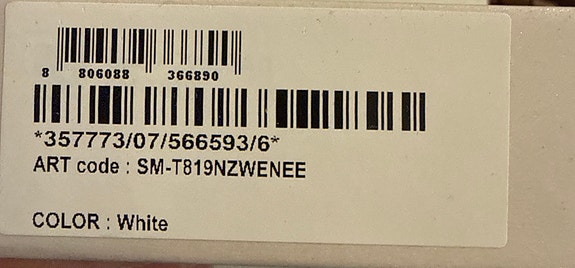 8 806088 366890
*357773/07/566593/6*
ART code : SM-T819NZWENEE
COLOR : White